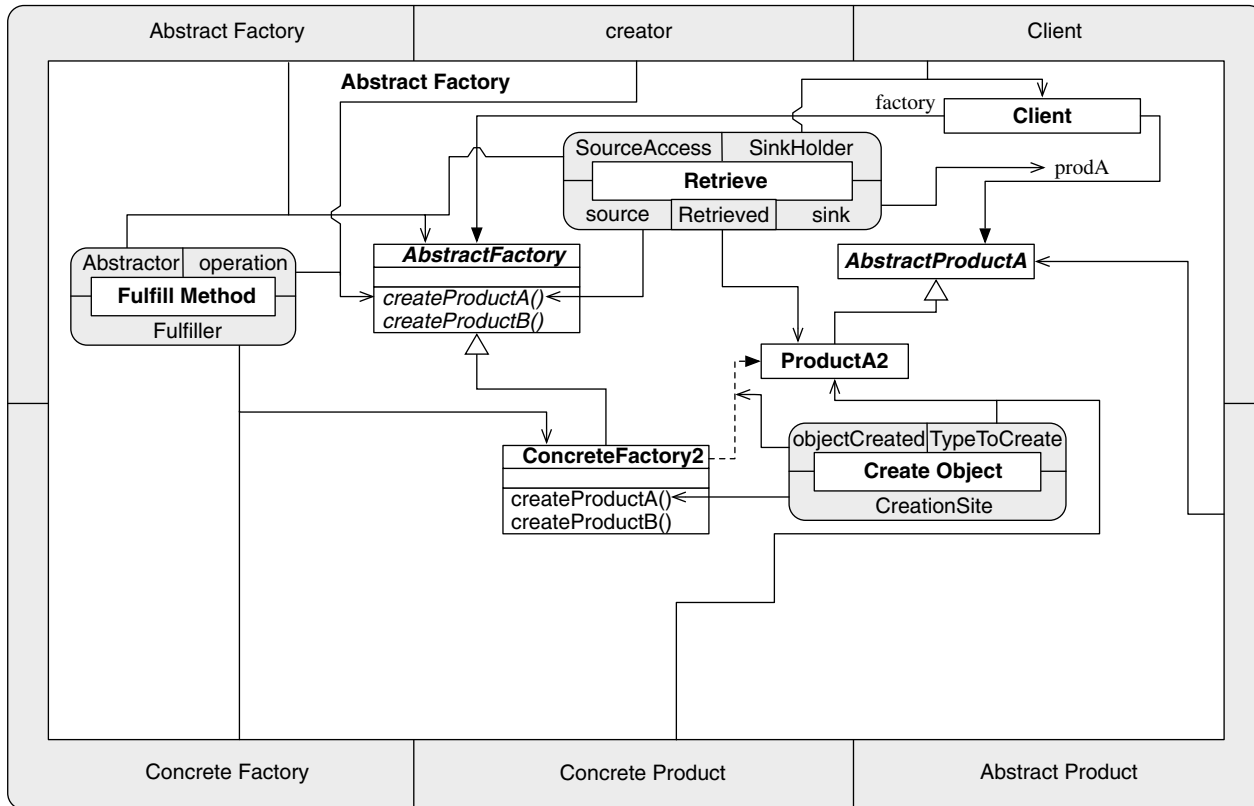 Abstract Factory
creator
Client
Abstract Factory
factory
Client
SourceAccess
SinkHolder
Retrieve
prodA
source
Retrieved
sink
Abstractor
operation
Fulfill Method
Fulfiller
AbstractFactory
createProductA()
createProductB()
AbstractProductA
ProductA2
objectCreated
TypeToCreate
Create Object
CreationSite
ConcreteFactory2
createProductA()
createProductB()
Concrete Factory
Concrete Product
Abstract Product